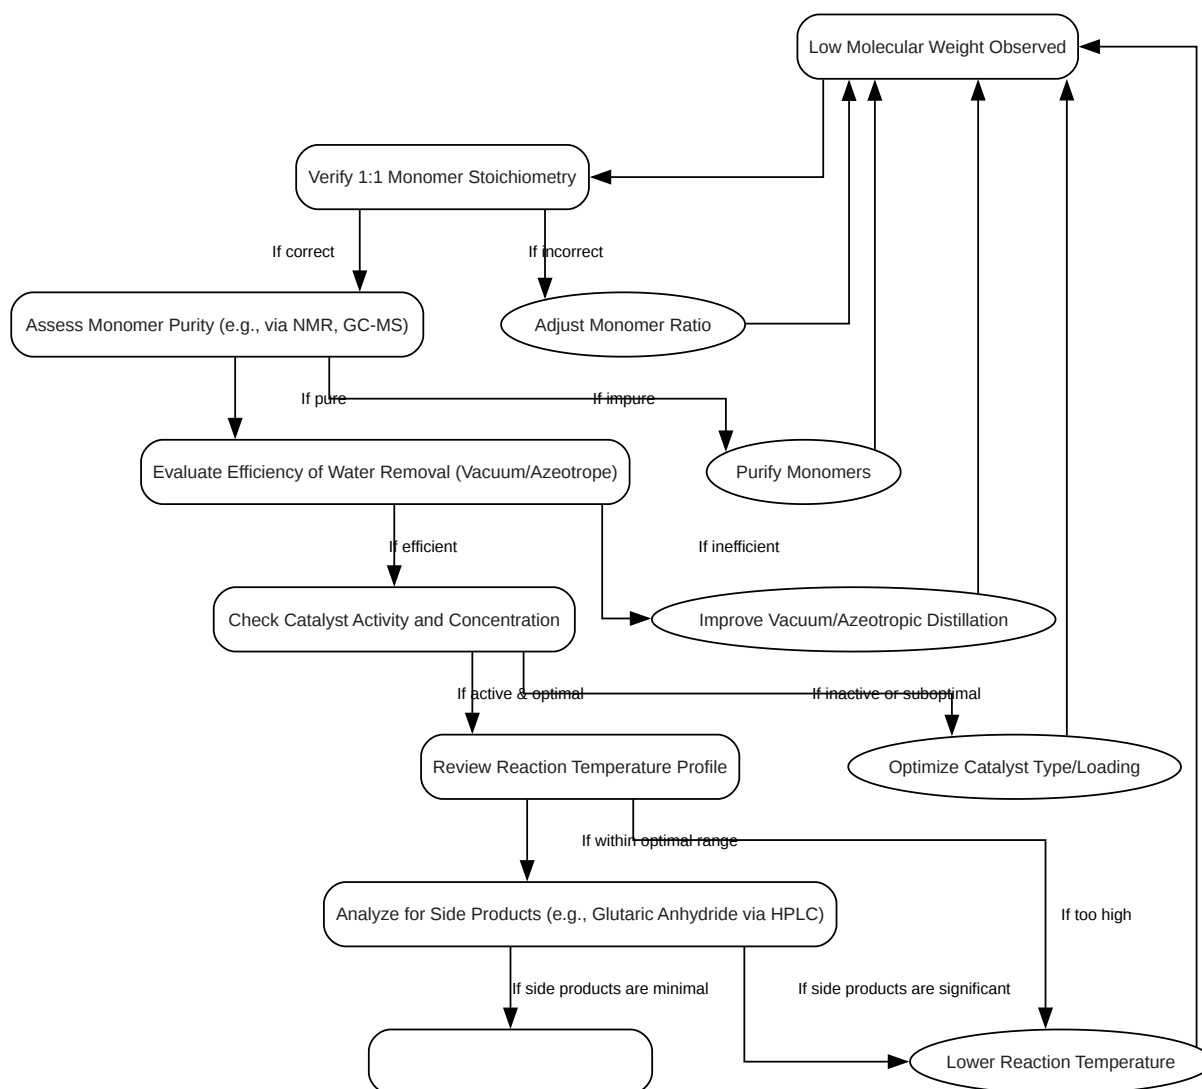 Low Molecular Weight Observed
Verify 1:1 Monomer Stoichiometry
If correct
If incorrect
Assess Monomer Purity (e.g., via NMR, GC-MS)
Adjust Monomer Ratio
If pure
If impure
Evaluate Efficiency of Water Removal (Vacuum/Azeotrope)
Purify Monomers
If efficient
If inefficient
Check Catalyst Activity and Concentration
Improve Vacuum/Azeotropic Distillation
If active & optimal
If inactive or suboptimal
Review Reaction Temperature Profile
Optimize Catalyst Type/Loading
If within optimal range
Analyze for Side Products (e.g., Glutaric Anhydride via HPLC)
If too high
If side products are minimal
If side products are significant
Lower Reaction Temperature